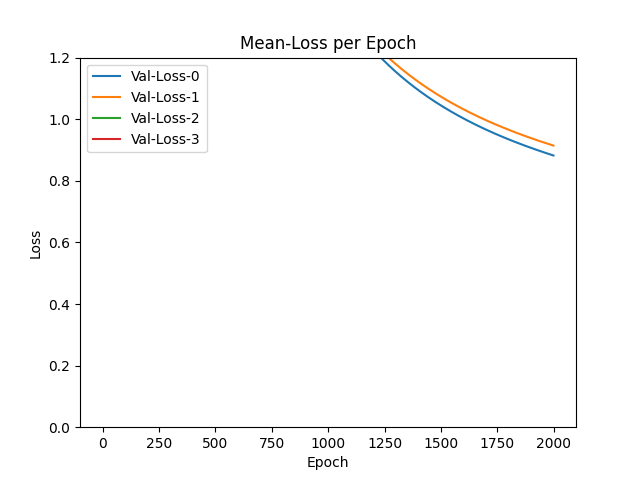 Mean-Loss per Epoch
Val-Loss-0
Val-Loss-1
Val-Loss-2
Val-Loss-3
1.2
1.0
0.8
0.6
0.4
0.2
0.0
Loss
0 250 500 750 1000 1250 1500 1750 2000
Epoch